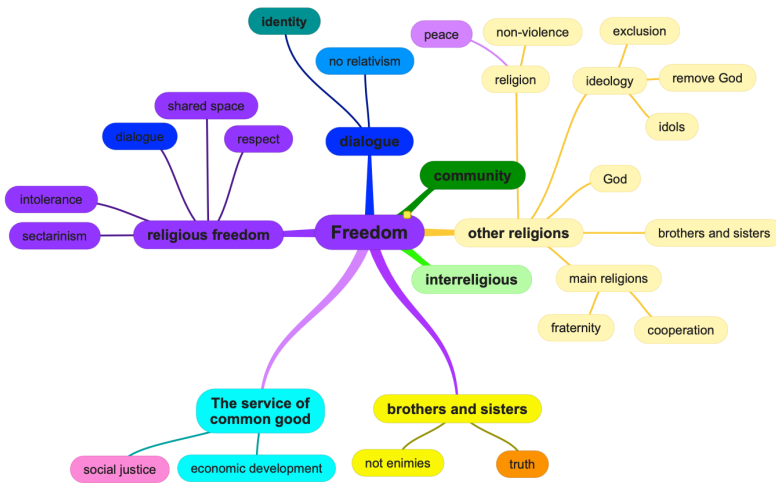 identity
exclusion
peace
non-violence
no relativism
religion
ideology
remove God
shared space
dialogue
respect
dialogue
idols
community
God
intolerance
sectarinism
religious freedom
Freedom
other religions
brothers and sisters
interreligious
main religions
fraternity
cooperation
The service of
common good
brothers and sisters
social justice
economic development
not enimies
truth